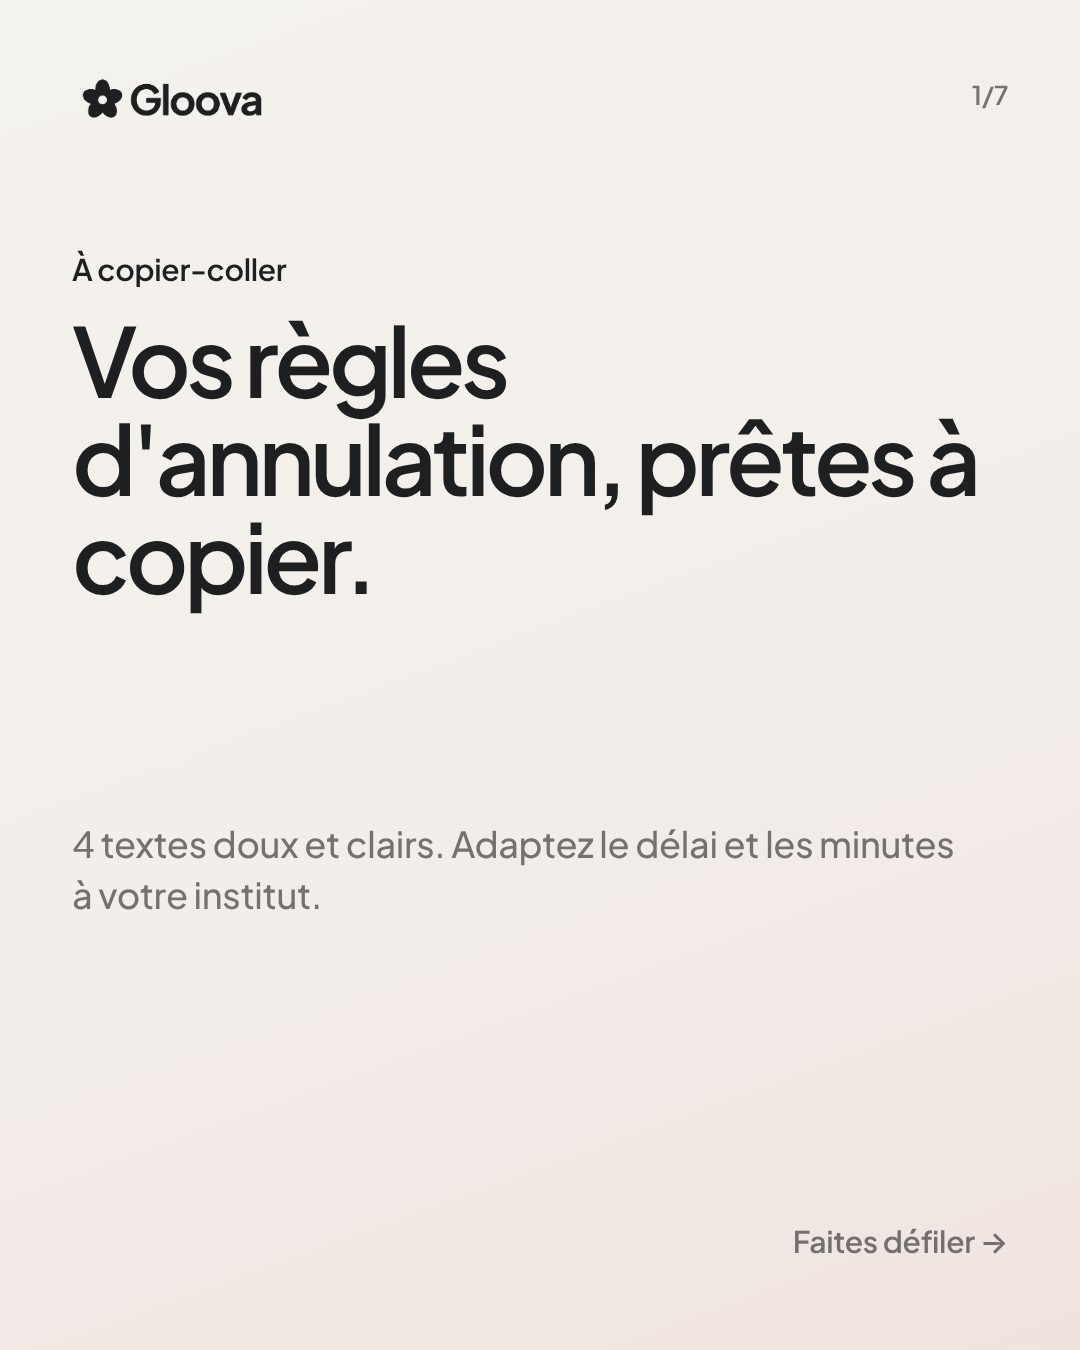 Gloova
1/7
À copier-coller
Vos règles
d'annulation, prêtes à
copier.
4 textes doux et clairs. Adaptez le délai et les minutes
à votre institut.
Faites défiler →